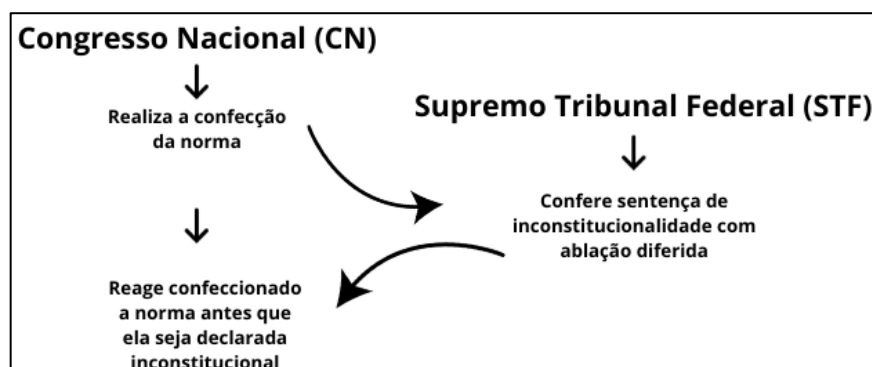 Congresso Nacional (CN)
Realiza a confecção
da norma
Supremo Tribunal Federal (STF)
Confere sentença de
inconstitucionalidade com
ablação diferida
Reage confeccionado
a norma antes que
ela seja declarada
inconstitucional